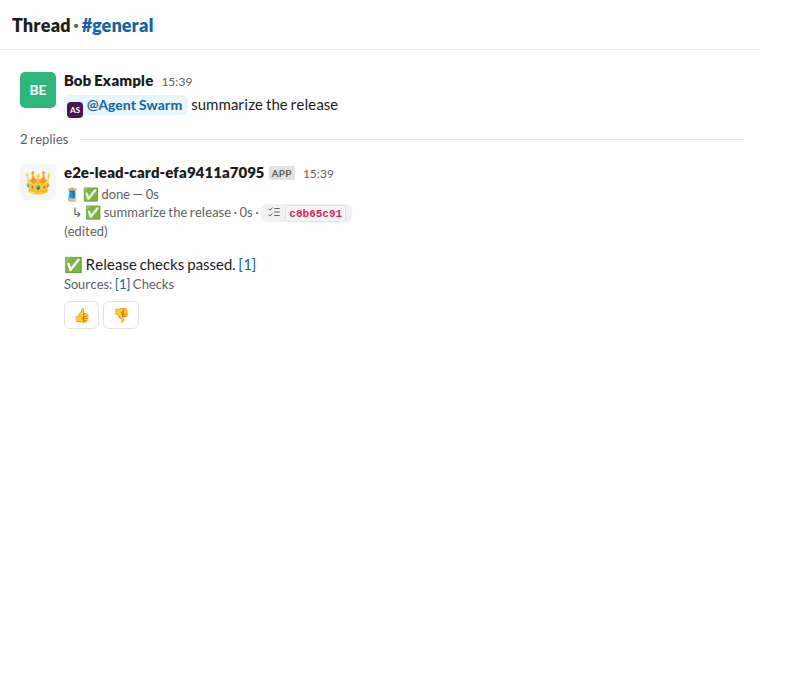 Thread • #general
BE
Bob Example 15:39
AS @Agent Swarm summarize the release
2 replies
e2e-lead-card-efa9411a7095 APP 15:39
🧵 ✅ done — 0s
↳ ✅ summarize the release · 0s · c8b65c91
(edited)
✅ Release checks passed. [1]
Sources: [1] Checks
👍 👎